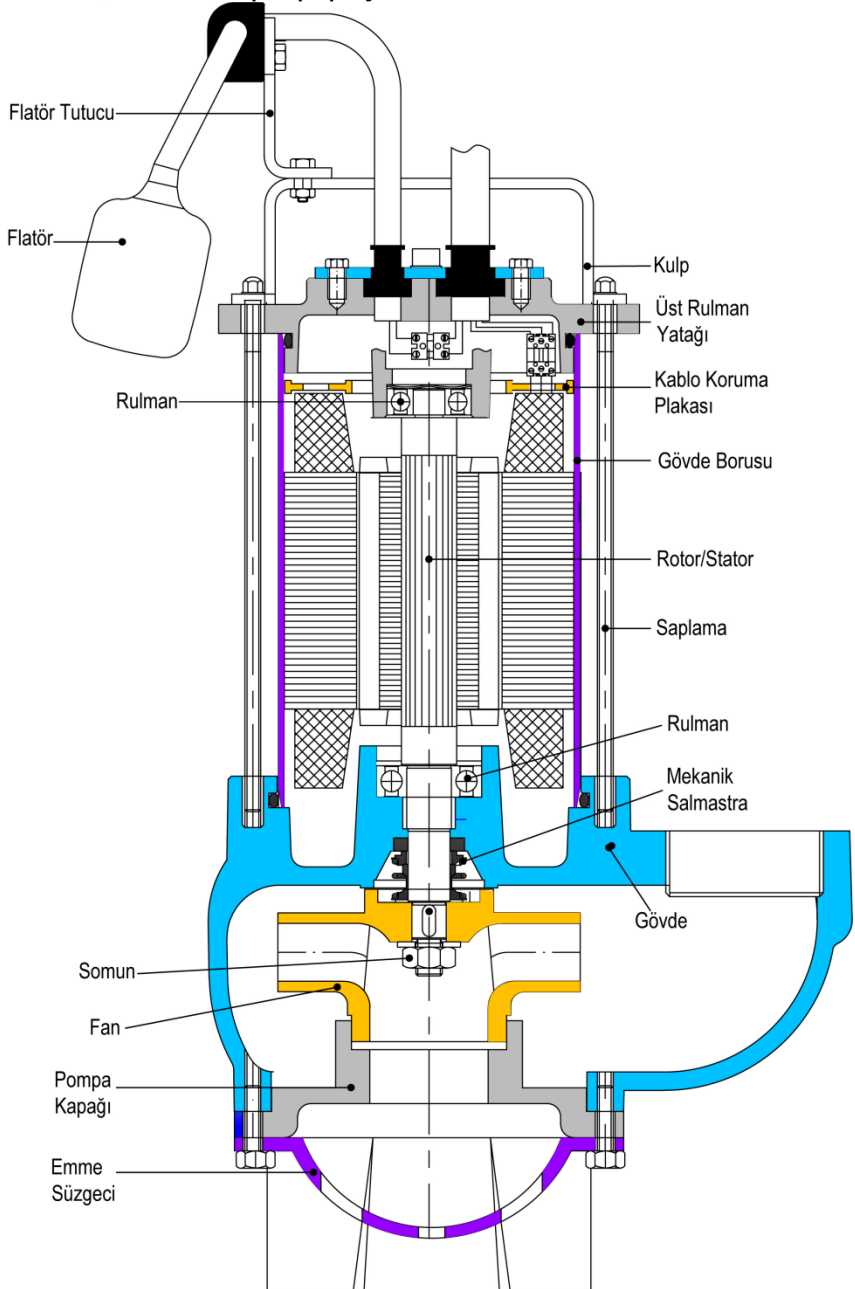 Flatör Tutucu
Flatör
Kulp
Üst Rulman
Yatağı
Rulman
Kablo Koruma
Plakası
Gövde Borusu
Rotor/Stator
Saplama
Rulman
Mekanik
Salmastra
Gövde
Somun
Fan
Pompa
Kapağı
Emme
Süzgeci